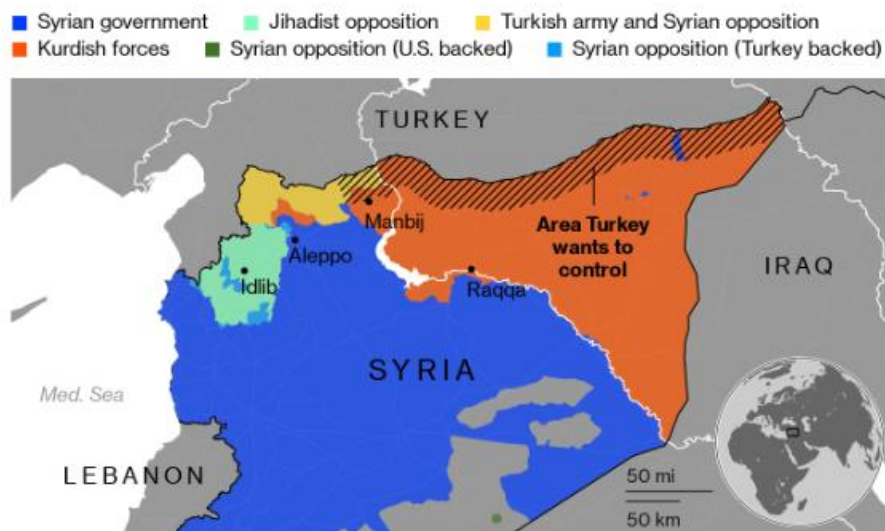 Syrian government
Jihadist opposition
Turkish army and Syrian opposition
Kurdish forces
Syrian opposition (U.S. backed)
Syrian opposition (Turkey backed)
TURKEY
Manbij
Aleppo
Area Turkey
wants to
control
Idlib
Raqqa
IRAQ
SYRIA
Med. Sea
LEBANON
50 mi
50 km